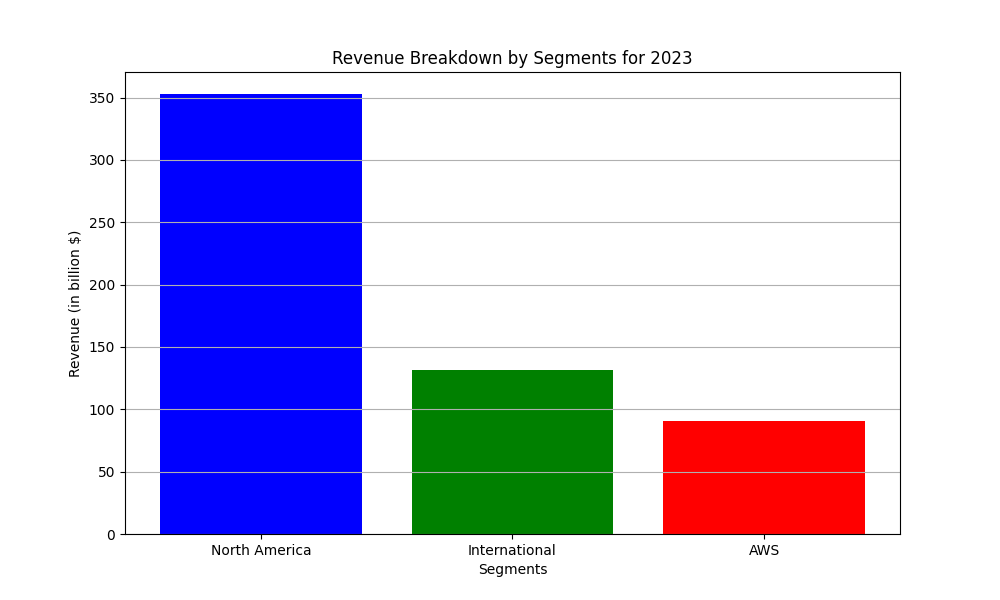 Revenue Breakdown by Segments for 2023
Revenue (in billion $)
350
300
250
200
150
100
50
0
North America International AWS
Segments